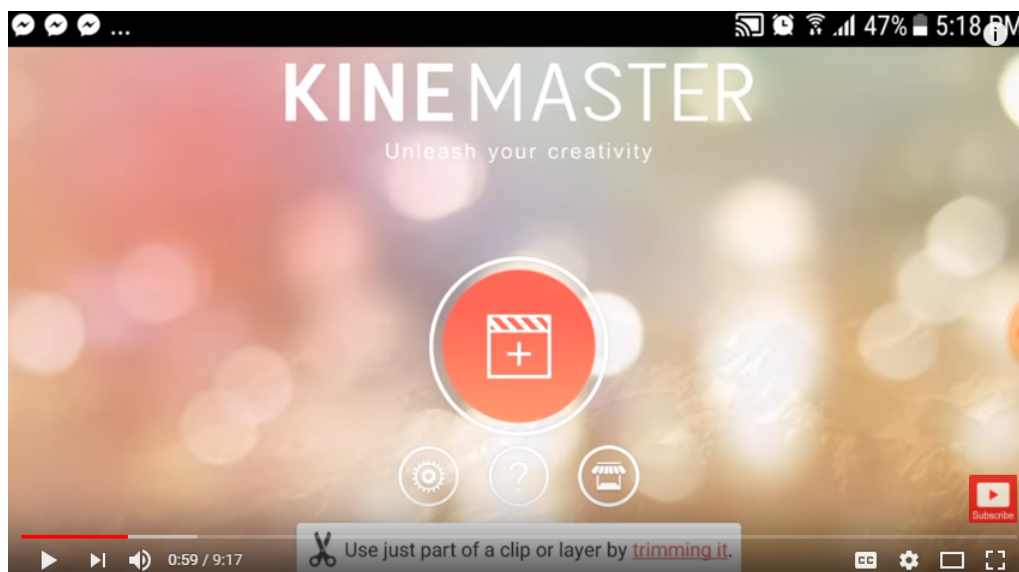 ... 47% 5:18 PM
KINEMASTER
Unleash your creativity
?
Subscribe
Use just part of a clip or layer by trimming it.
0:59 / 9:17 CC